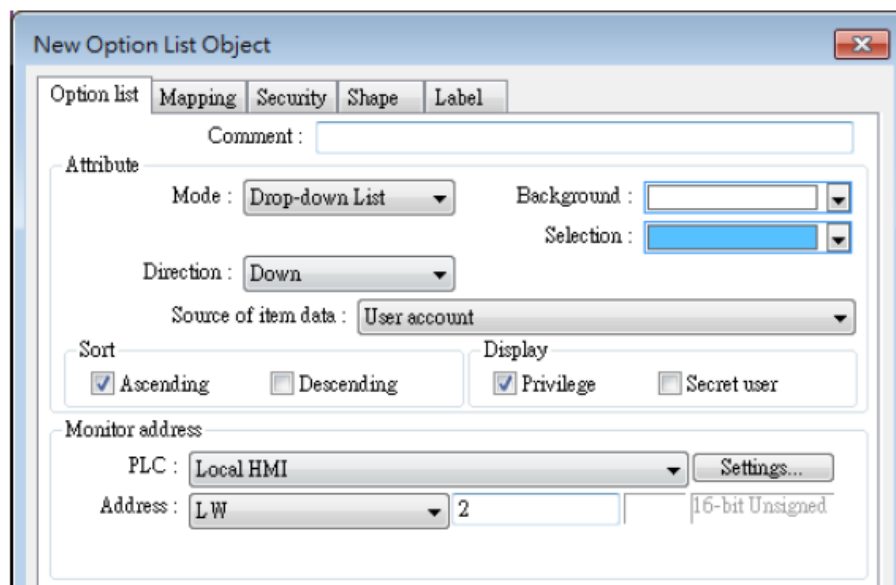 New Option List Object
Option list Mapping Security Shape Label
Comment :
Attribute
Mode : Drop-down List Background :
Selection :
Direction : Down
Source of item data : User account
Sort Display
Ascending Descending Privilege Secret user
Monitor address
PLC : Local HMI Settings...
Address : LW 2 16-bit Unsigned